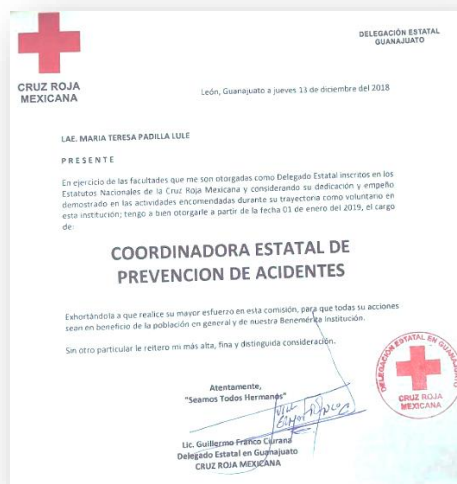 CRUZ ROJA
MEXICANA
DELEGACIÓN ESTATAL
GUANAJUATO
León, Guanajuato a jueves 13 de diciembre del 2018
LAE. MARIA TERESA PADILLA LULE
P R E S E N T E
En ejercicio de las facultades que me son otorgadas como Delegado Estatal inscritos en los
Estatutos Nacionales de la Cruz Roja Mexicana y considerando su dedicación y empeño
demostrado en las actividades encomendadas durante su trayectoria como voluntario en
esta institución; tengo a bien otorgarle a partir de la fecha 01 de enero del 2019, el cargo
de:
COORDINADORA ESTATAL DE
PREVENCION DE ACIDENTES
Exhortándola a que realice su mayor esfuerzo en esta comisión, para que todas su acciones
sean en beneficio de la población en general y de nuestra Benemérita Institución.
Sin otro particular le reitero mi más alta, fina y distinguida consideración.
Atentamente,
"Seamos Todos Hermanos"
Lic. Guillermo Franco Ciurana
Delegado Estatal en Guanajuato
CRUZ ROJA MEXICANA
DELEGACIÓN ESTATAL EN GUANAJUATO
CRUZ ROJA
MEXICANA